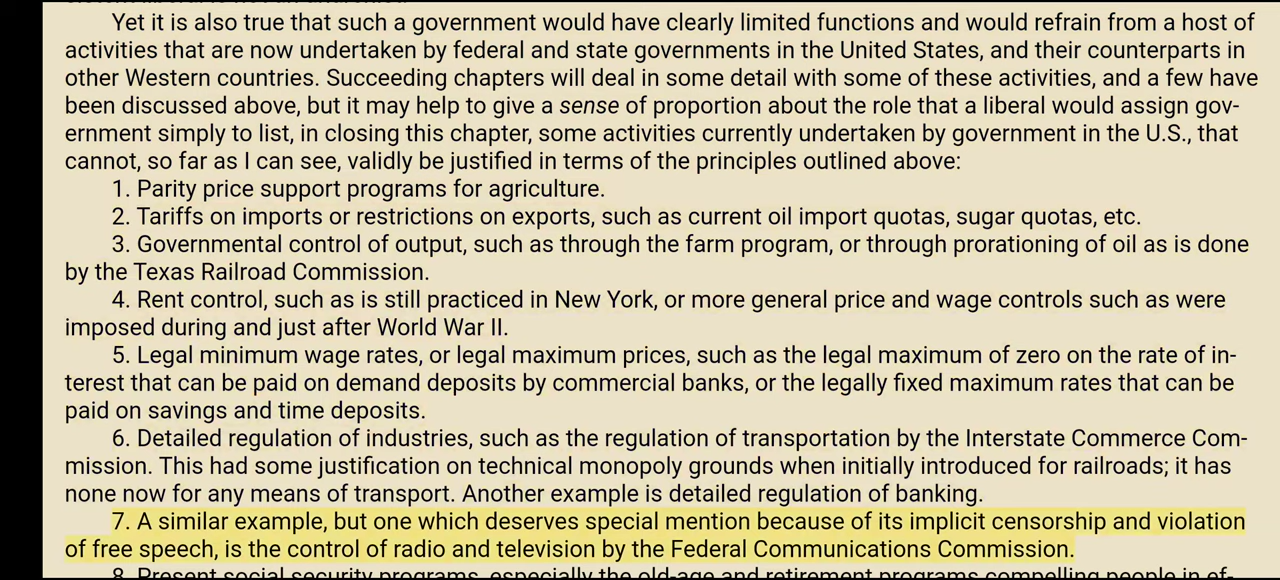 Yet it is also true that such a government would have clearly limited functions and would refrain from a host of
activities that are now undertaken by federal and state governments in the United States, and their counterparts in
other Western countries. Succeeding chapters will deal in some detail with some of these activities, and a few have
been discussed above, but it may help to give a sense of proportion about the role that a liberal would assign gov-
ernment simply to list, in closing this chapter, some activities currently undertaken by government in the U.S., that
cannot, so far as I can see, validly be justified in terms of the principles outlined above:
1. Parity price support programs for agriculture.
2. Tariffs on imports or restrictions on exports, such as current oil import quotas, sugar quotas, etc.
3. Governmental control of output, such as through the farm program, or through prorationing of oil as is done
by the Texas Railroad Commission.
4. Rent control, such as is still practiced in New York, or more general price and wage controls such as were
imposed during and just after World War II.
5. Legal minimum wage rates, or legal maximum prices, such as the legal maximum of zero on the rate of in-
terest that can be paid on demand deposits by commercial banks, or the legally fixed maximum rates that can be
paid on savings and time deposits.
6. Detailed regulation of industries, such as the regulation of transportation by the Interstate Commerce Com-
mission. This had some justification on technical monopoly grounds when initially introduced for railroads; it has
none now for any means of transport. Another example is detailed regulation of banking.
7. A similar example, but one which deserves special mention because of its implicit censorship and violation
of free speech, is the control of radio and television by the Federal Communications Commission.
8. Present social security programs, especially the old-age and retirement programs compelling people in ef-